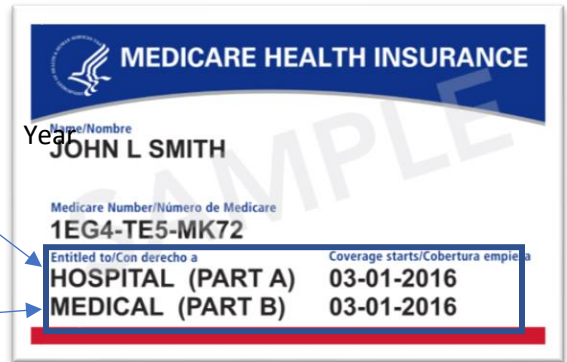 MEDICARE HEALTH INSURANCE
Name/Nombre
Year
JOHN L SMITH
SAMPLE
Medicare Number/Número de Medicare
1EG4-TE5-MK72
Entitled to/Con derecho a Coverage starts/Cobertura empieza
HOSPITAL (PART A) 03-01-2016
MEDICAL (PART B) 03-01-2016